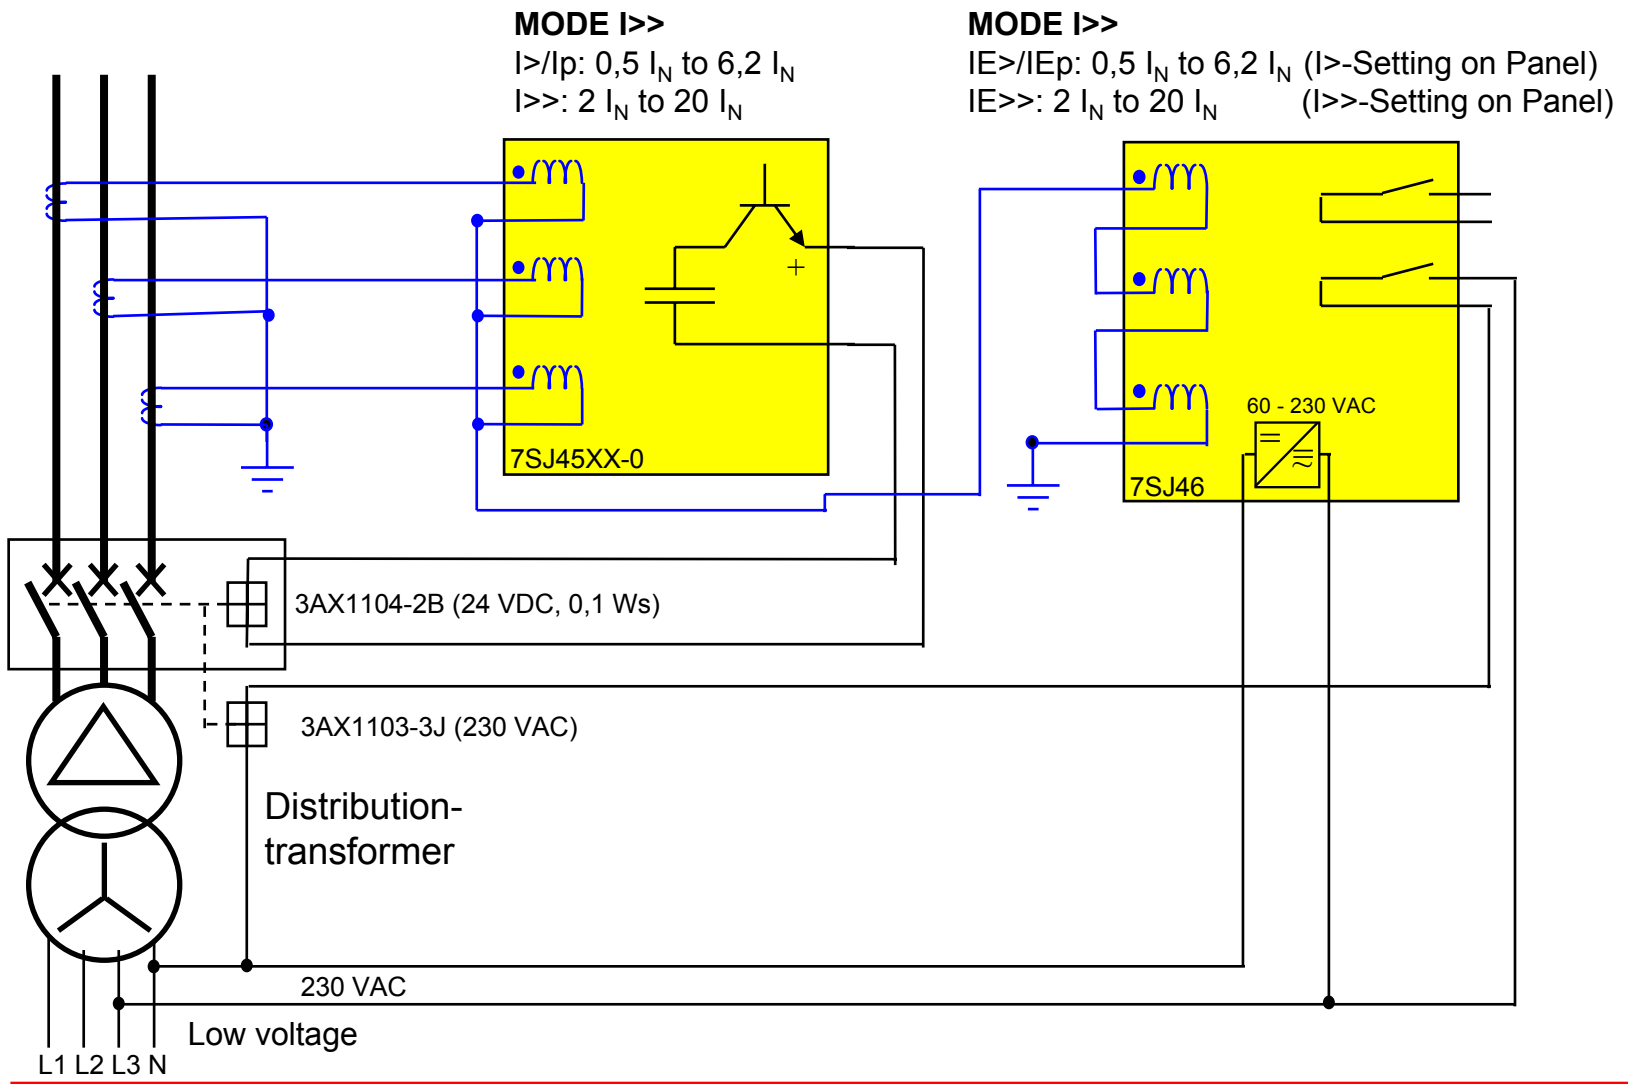 MODE I>>
I>/Ip: 0,5 IN to 6,2 IN
I>>: 2 IN to 20 IN
MODE I>>
IE>/IEp: 0,5 IN to 6,2 IN (I>-Setting on Panel)
IE>>: 2 IN to 20 IN (I>>-Setting on Panel)
+
7SJ45XX-0
60 - 230 VAC
7SJ46
3AX1104-2B (24 VDC, 0,1 Ws)
3AX1103-3J (230 VAC)
Distribution-
transformer
230 VAC
Low voltage
L1 L2 L3 N